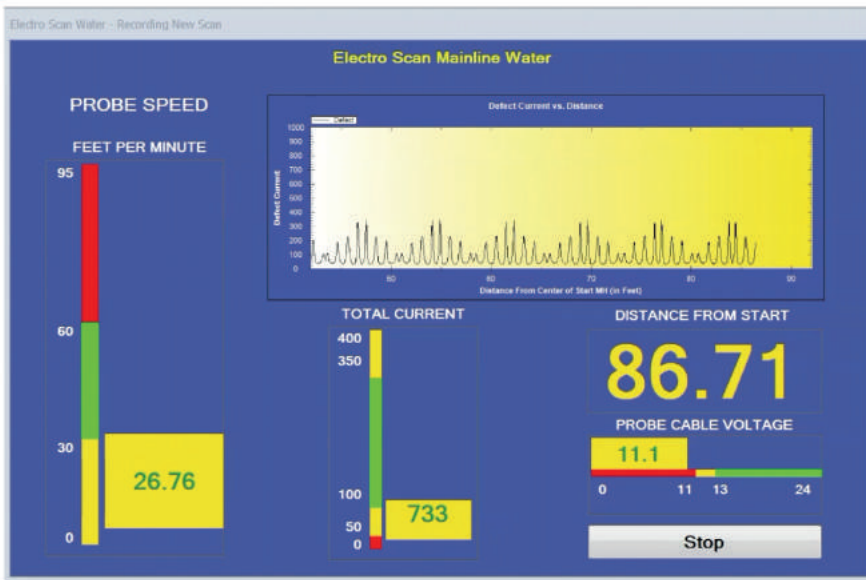 Electro Scan Water - Recording New Scan
Electro Scan Mainline Water
PROBE SPEED
FEET PER MINUTE
95
60
30
0
26.76
Defect Current vs. Distance
Defect
Defect Current
1000
900
800
700
600
500
400
300
200
100
0
60
70
80
90
Distance From Center of Start MH (in Feet)
TOTAL CURRENT
400
350
100
50
0
733
DISTANCE FROM START
86.71
PROBE CABLE VOLTAGE
11.1
0 11 13 24
Stop